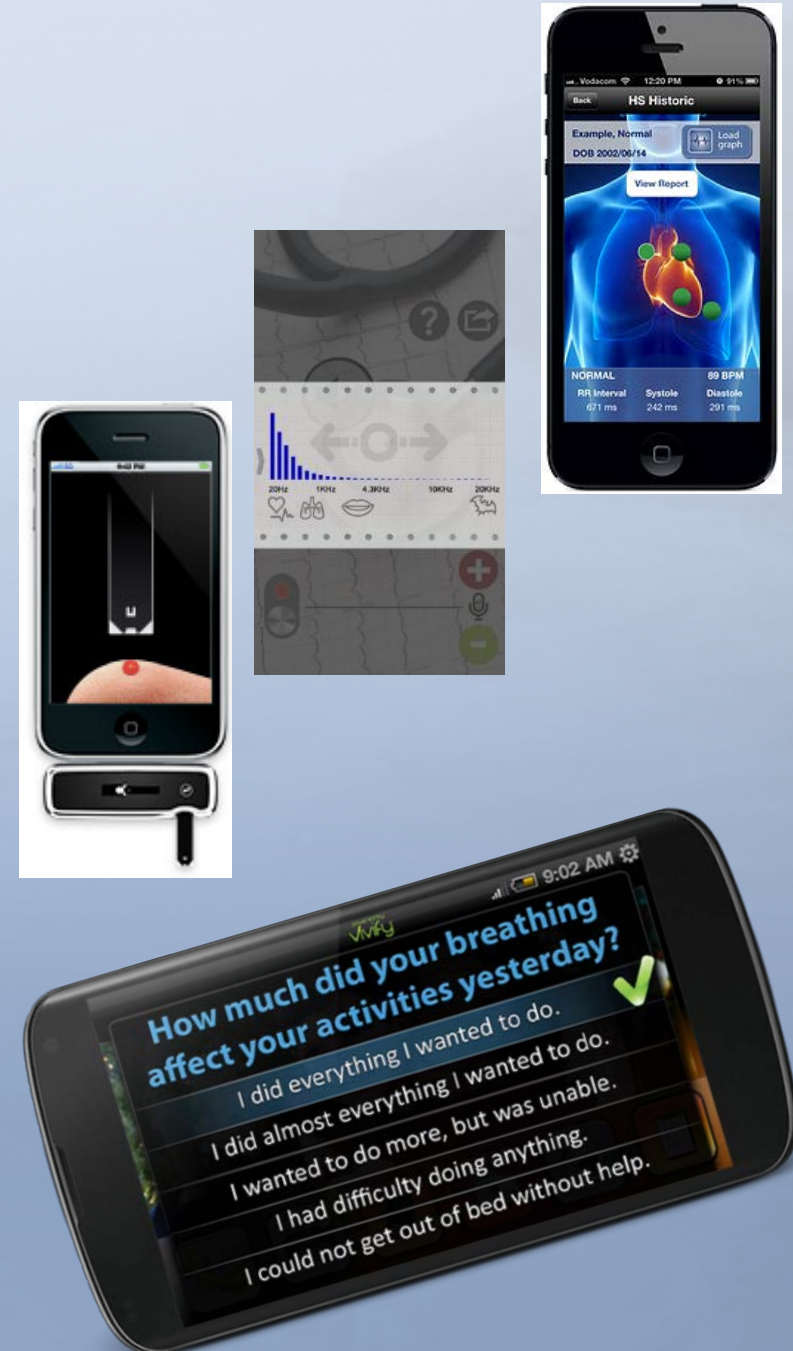 Vodacom 12:20 PM 91%
Back HS Historic
Example, Normal
DOB 2002/06/14
Load
graph
View Report
NORMAL 89 BPM
RR Interval Systole Diastole
671 ms 242 ms 291 ms
?
20Hz 1KHz 4.3KHz 10KHz 20KHz
9:42 PM
9:02 AM
Vivify
How much did your breathing
affect your activities yesterday?
I did everything I wanted to do.
I did almost everything I wanted to do.
I wanted to do more, but was unable.
I had difficulty doing anything.
I could not get out of bed without help.